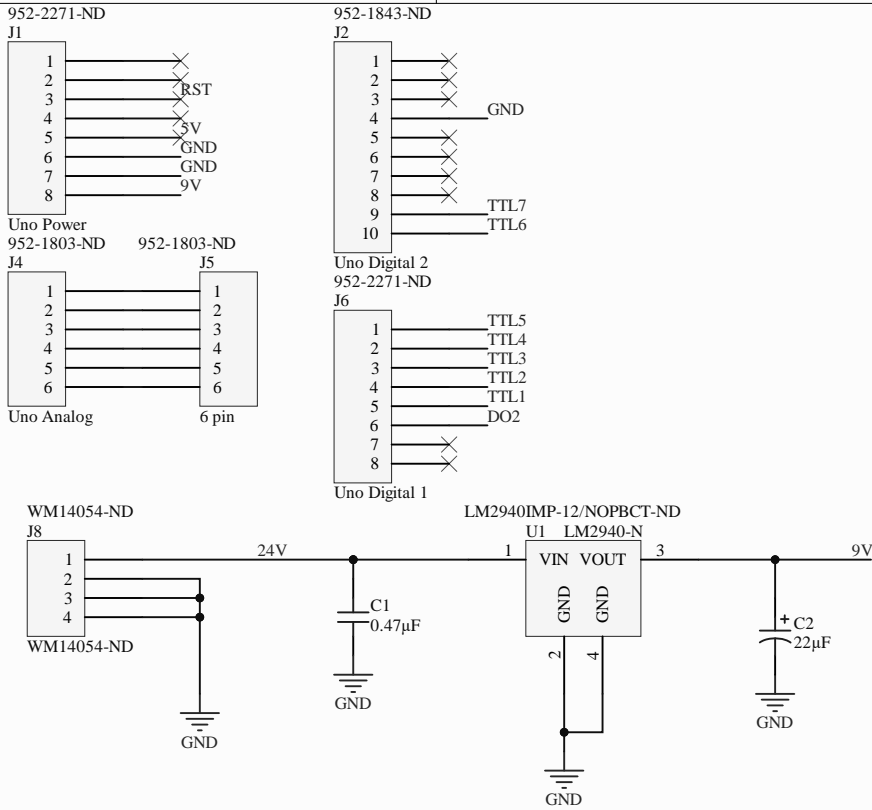 952-2271-ND
J1
1
2
RST
3
4
5V
5
GND
6
GND
7
9V
8
Uno Power
952-1843-ND
J2
1
2
3
GND
4
5
6
7
8
TTL7
9
TTL6
10
Uno Digital 2
952-1803-ND
J4
1
2
3
4
5
6
Uno Analog
952-1803-ND
J5
1
2
3
4
5
6
6 pin
952-2271-ND
J6
TTL5
1
TTL4
2
TTL3
3
TTL2
4
TTL1
5
DO2
6
7
8
Uno Digital 1
WM14054-ND
J8
1
2
3
4
WM14054-ND
24V
GND
C1
0.47µF
GND
LM2940IMP-12/NOPBCT-ND
U1 LM2940-N
1
VIN VOUT
3
GND
GND
2
4
GND
9V
C2
22µF
GND